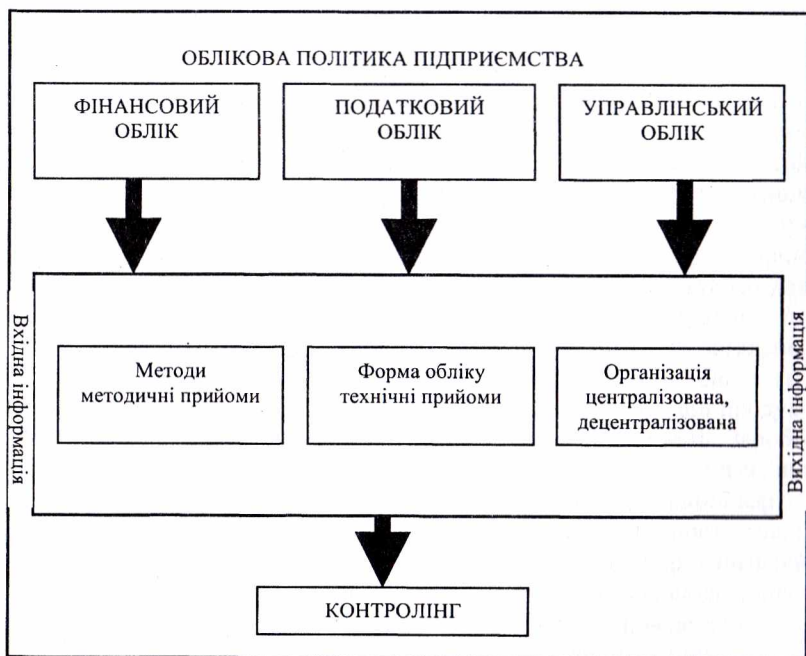 ОБЛІКОВА ПОЛІТИКА ПІДПРИЄМСТВА
ФІНАНСОВИЙ
ОБЛІК
ПОДАТКОВИЙ
ОБЛІК
УПРАВЛІНСЬКИЙ
ОБЛІК
Вхідна інформація
Методи
методичні прийоми
Форма обліку
технічні прийоми
Організація
централізована,
децентралізована
Вихідна інформація
КОНТРОЛІНГ